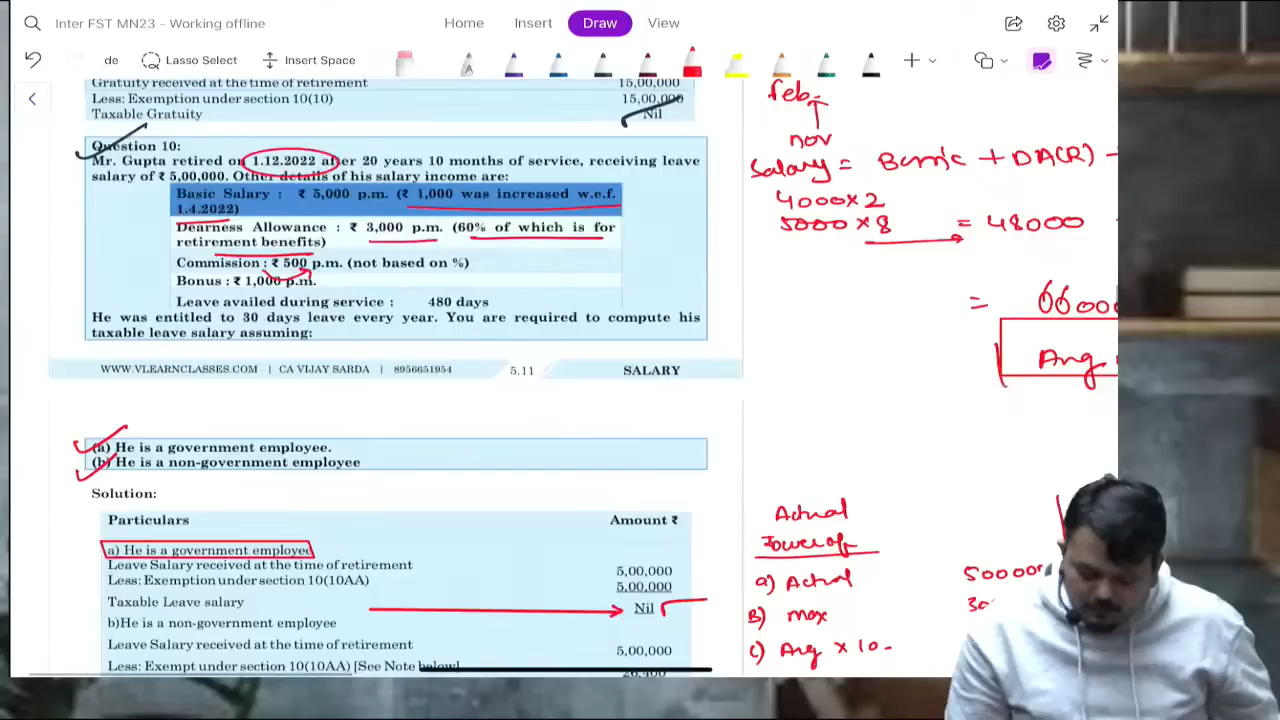 Inter FST MN23 - Working offline
Home Insert Draw View
de Lasso Select Insert Space
Gratuity received at the time of retirement 15,00,000
Less: Exemption under section 10(10) 15,00,000
Taxable Gratuity Nil
Question 10:
Mr. Gupta retired on 1.12.2022 after 20 years 10 months of service, receiving leave
salary of ₹ 5,00,000. Other details of his salary income are:
Basic Salary : ₹ 5,000 p.m. (₹ 1,000 was increased w.e.f.
1.4.2022)
Dearness Allowance : ₹ 3,000 p.m. (60% of which is for
retirement benefits)
Commission : ₹ 500 p.m. (not based on %)
Bonus : ₹ 1,000 p.m.
Leave availed during service : 480 days
He was entitled to 30 days leave every year. You are required to compute his
taxable leave salary assuming:
WWW.VLEARNCLASSES.COM | CA VIJAY SARDA | 8956651954 5.11 SALARY
(a) He is a government employee.
(b) He is a non-government employee
Solution:
Particulars Amount ₹
a) He is a government employee
Leave Salary received at the time of retirement 5,00,000
Less: Exemption under section 10(10AA) 5,00,000
Taxable Leave salary Nil
b)He is a non-government employee
Leave Salary received at the time of retirement 5,00,000
Less: Exempt under section 10(10AA) [See Note below] 26,400
feb
nov
Salary = Basic + DA(R) -
4000 × 2
5000 × 8 = 48000
= 66000
Avg
Actual
a) Actual 50000
B) max 30
c) Avg × 10 -